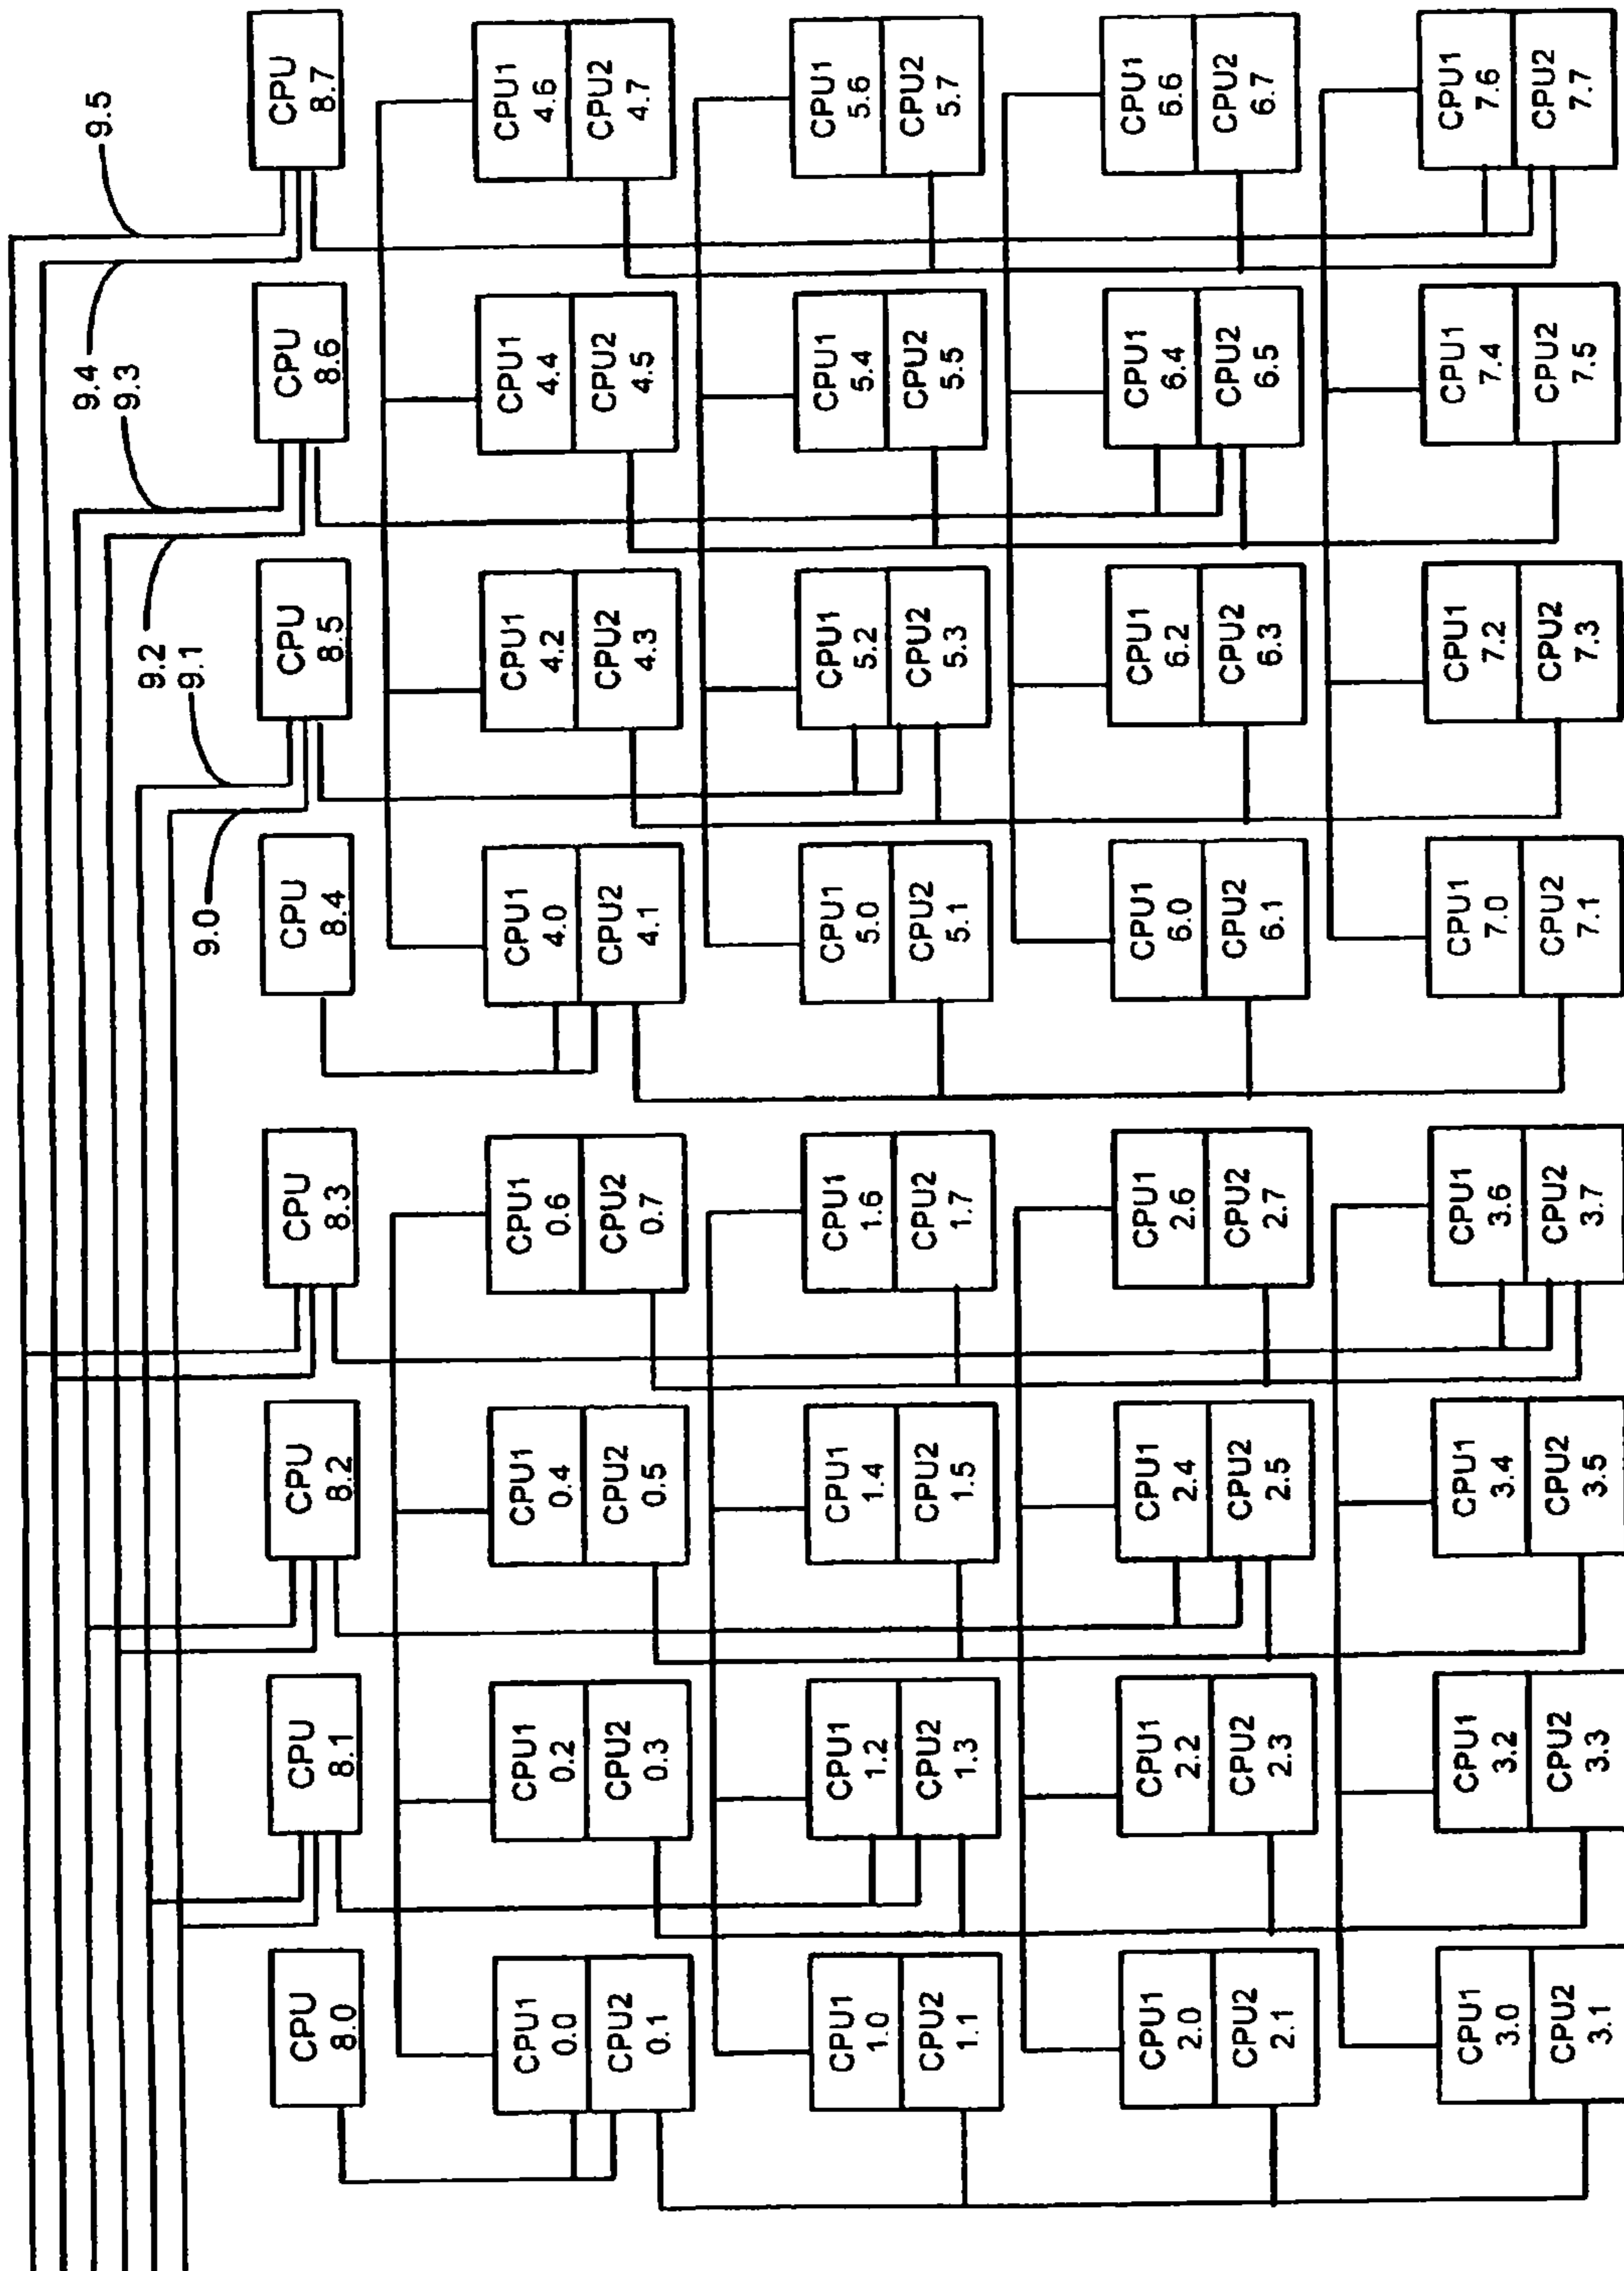 9.5
9.4
9.3
9.2
9.1
9.0
CPU
8.0
CPU
8.1
CPU
8.2
CPU
8.3
CPU
8.4
CPU
8.5
CPU
8.6
CPU
8.7
CPU1
0.0
CPU2
0.1
CPU1
0.2
CPU2
0.3
CPU1
0.4
CPU2
0.5
CPU1
0.6
CPU2
0.7
CPU1
4.0
CPU2
4.1
CPU1
4.2
CPU2
4.3
CPU1
4.4
CPU2
4.5
CPU1
4.6
CPU2
4.7
CPU1
1.0
CPU2
1.1
CPU1
1.2
CPU2
1.3
CPU1
1.4
CPU2
1.5
CPU1
1.6
CPU2
1.7
CPU1
5.0
CPU2
5.1
CPU1
5.2
CPU2
5.3
CPU1
5.4
CPU2
5.5
CPU1
5.6
CPU2
5.7
CPU1
2.0
CPU2
2.1
CPU1
2.2
CPU2
2.3
CPU1
2.4
CPU2
2.5
CPU1
2.6
CPU2
2.7
CPU1
6.0
CPU2
6.1
CPU1
6.2
CPU2
6.3
CPU1
6.4
CPU2
6.5
CPU1
6.6
CPU2
6.7
CPU1
3.0
CPU2
3.1
CPU1
3.2
CPU2
3.3
CPU1
3.4
CPU2
3.5
CPU1
3.6
CPU2
3.7
CPU1
7.0
CPU2
7.1
CPU1
7.2
CPU2
7.3
CPU1
7.4
CPU2
7.5
CPU1
7.6
CPU2
7.7